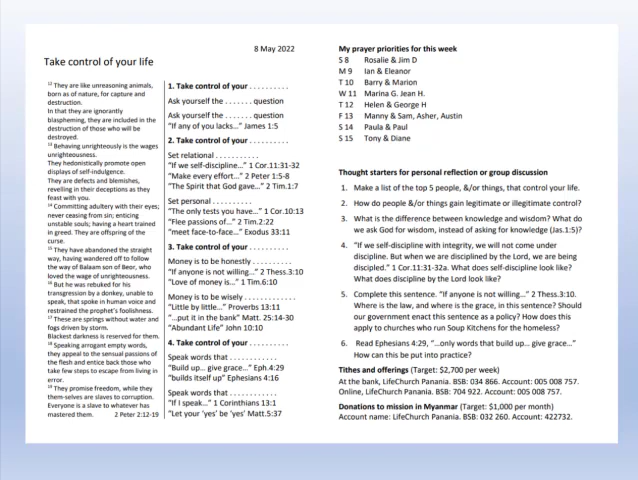 8 May 2022
Take control of your life
12 They are like unreasoning animals,
born as of nature, for capture and
destruction.
In that they are ignorantly
blaspheming, they are included in the
destruction of those who will be
destroyed.
13 Behaving unrighteously is the wages
unrighteousness.
They hedonistically promote open
displays of self-indulgence.
They are defects and blemishes,
revelling in their deceptions as they
feast with you.
14 Committing adultery with their eyes;
never ceasing from sin; enticing
unstable souls; having a heart trained
in greed. They are offspring of the
curse.
15 They have abandoned the straight
way, having wandered off to follow
the way of Balaam son of Beor, who
loved the wage of unrighteousness.
16 But he was rebuked for his
transgression by a donkey, unable to
speak, that spoke in human voice and
restrained the prophet's foolishness.
17 These are springs without water and
fogs driven by storm.
Blackest darkness is reserved for them.
18 Speaking arrogant empty words,
they appeal to the sensual passions of
the flesh and entice back those who
take few steps to escape from living in
error.
19 They promise freedom, while they
them-selves are slaves to corruption.
Everyone is a slave to whatever has
mastered them. 2 Peter 2:12-19
1. Take control of your . . . . . . . . . .
Ask yourself the . . . . . . . question
Ask yourself the . . . . . . . question
"If any of you lacks..." James 1:5
2. Take control of your . . . . . . . . . .
Set relational . . . . . . . . . . .
"If we self-discipline..." 1 Cor.11:31-32
"Make every effort..." 2 Peter 1:5-8
"The Spirit that God gave..." 2 Tim.1:7
Set personal . . . . . . . . . .
"The only tests you have..." 1 Cor.10:13
"Flee passions of..." 2 Tim.2:22
"meet face-to-face..." Exodus 33:11
3. Take control of your . . . . . . . . . .
Money is to be honestly . . . . . . . . . .
"If anyone is not willing..." 2 Thess.3:10
"Love of money is..." 1 Tim.6:10
Money is to be wisely . . . . . . . . . . . . .
"Little by little..." Proverbs 13:11
"...put it in the bank" Matt. 25:14-30
"Abundant Life" John 10:10
4. Take control of your . . . . . . . . . .
Speak words that . . . . . . . . . . . .
"Build up... give grace..." Eph.4:29
"builds itself up" Ephesians 4:16
Speak words that . . . . . . . . . . . .
"If I speak..." 1 Corinthians 13:1
"Let your 'yes' be 'yes' Matt.5:37
My prayer priorities for this week
S 8 Rosalie & Jim D
M 9 Ian & Eleanor
T 10 Barry & Marion
W 11 Marina G. Jean H.
T 12 Helen & George H
F 13 Manny & Sam, Asher, Austin
S 14 Paula & Paul
S 15 Tony & Diane
Thought starters for personal reflection or group discussion
1. Make a list of the top 5 people, &/or things, that control your life.
2. How do people &/or things gain legitimate or illegitimate control?
3. What is the difference between knowledge and wisdom? What do
we ask God for wisdom, instead of asking for knowledge (Jas.1:5)?
4. "If we self-discipline with integrity, we will not come under
discipline. But when we are disciplined by the Lord, we are being
discipled." 1 Cor.11:31-32a. What does self-discipline look like?
What does discipline by the Lord look like?
5. Complete this sentence. "If anyone is not willing..." 2 Thess.3:10.
Where is the law, and where is the grace, in this sentence? Should
our government enact this sentence as a policy? How does this
apply to churches who run Soup Kitchens for the homeless?
6. Read Ephesians 4:29, "...only words that build up... give grace..."
How can this be put into practice?
Tithes and offerings (Target: $2,700 per week)
At the bank, LifeChurch Panania. BSB: 034 866. Account: 005 008 757.
Online, LifeChurch Panania. BSB: 704 922. Account: 005 008 757.
Donations to mission in Myanmar (Target: $1,000 per month)
Account name: LifeChurch Panania. BSB: 032 260. Account: 422732.